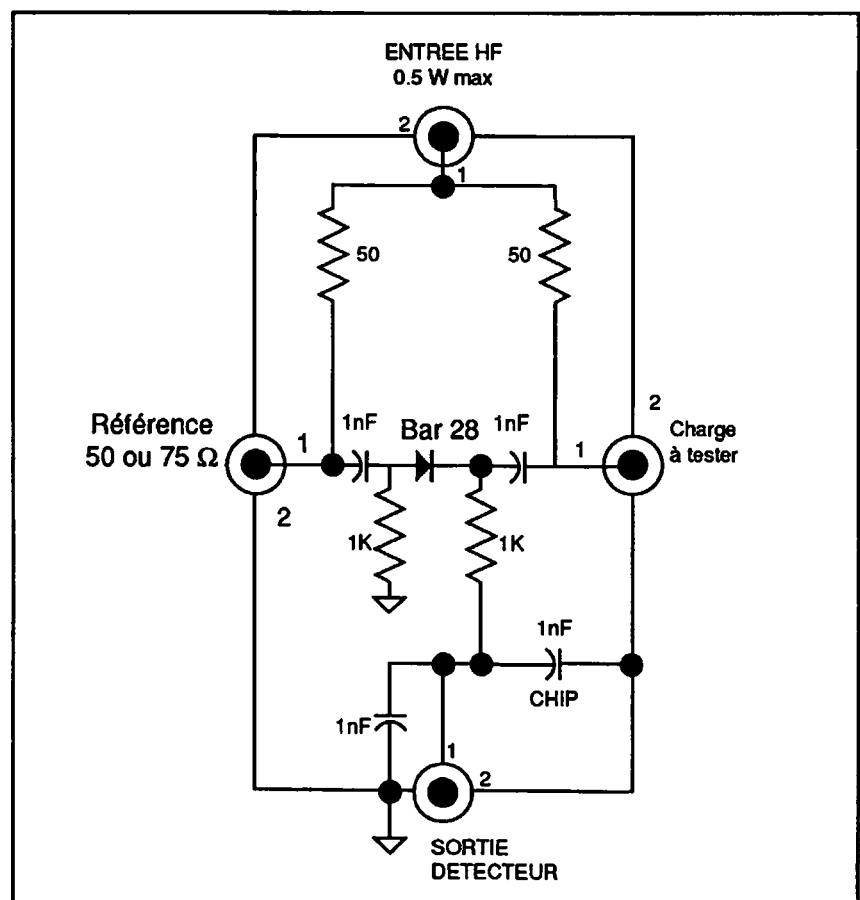 ENTREE HF
0.5 W max
2
1
50
50
2
Référence
50 ou 75 Ω
1
1nF
Bar 28
1nF
1
Charge
à tester
2
1K
1K
1nF
CHIP
1nF
1
2
SORTIE
DETECTEUR